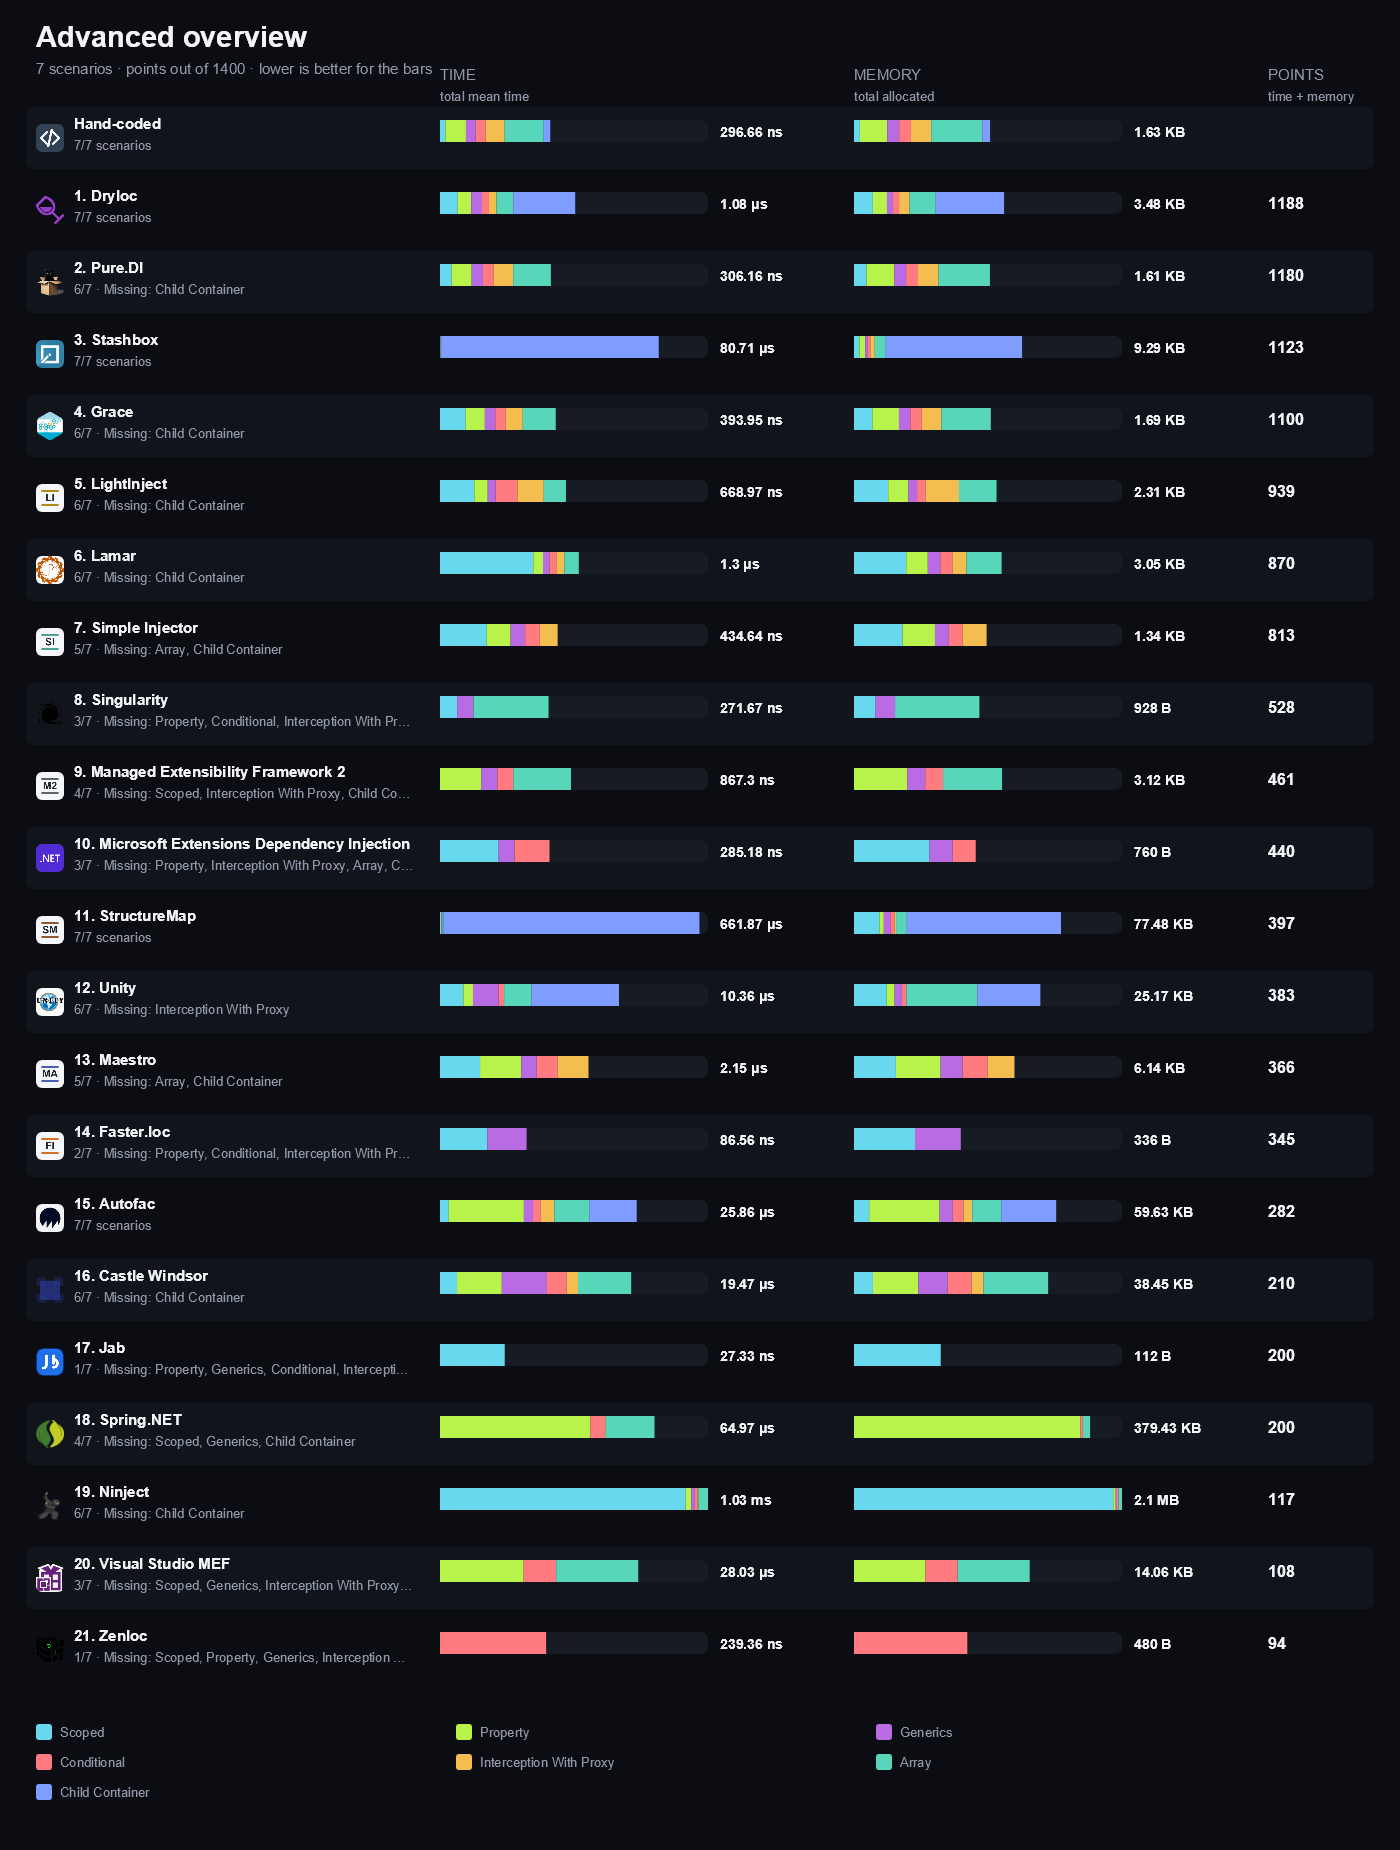 Advanced overview
7 scenarios · points out of 1400 · lower is better for the bars
TIME
total mean time
MEMORY
total allocated
POINTS
time + memory
Hand-coded
7/7 scenarios
296.66 ns
1.63 KB
1. DryIoc
7/7 scenarios
1.08 µs
3.48 KB
1188
2. Pure.DI
6/7 · Missing: Child Container
306.16 ns
1.61 KB
1180
3. Stashbox
7/7 scenarios
80.71 µs
9.29 KB
1123
4. Grace
6/7 · Missing: Child Container
393.95 ns
1.69 KB
1100
LI
5. LightInject
6/7 · Missing: Child Container
668.97 ns
2.31 KB
939
6. Lamar
6/7 · Missing: Child Container
1.3 µs
3.05 KB
870
SI
7. Simple Injector
5/7 · Missing: Array, Child Container
434.64 ns
1.34 KB
813
8. Singularity
3/7 · Missing: Property, Conditional, Interception With Pr...
271.67 ns
928 B
528
M2
9. Managed Extensibility Framework 2
4/7 · Missing: Scoped, Interception With Proxy, Child Co...
867.3 ns
3.12 KB
461
.NET
10. Microsoft Extensions Dependency Injection
3/7 · Missing: Property, Interception With Proxy, Array, C...
285.18 ns
760 B
440
SM
11. StructureMap
7/7 scenarios
661.87 µs
77.48 KB
397
UNITY
12. Unity
6/7 · Missing: Interception With Proxy
10.36 µs
25.17 KB
383
MA
13. Maestro
5/7 · Missing: Array, Child Container
2.15 µs
6.14 KB
366
FI
14. Faster.Ioc
2/7 · Missing: Property, Conditional, Interception With Pr...
86.56 ns
336 B
345
15. Autofac
7/7 scenarios
25.86 µs
59.63 KB
282
16. Castle Windsor
6/7 · Missing: Child Container
19.47 µs
38.45 KB
210
17. Jab
1/7 · Missing: Property, Generics, Conditional, Intercepti...
27.33 ns
112 B
200
18. Spring.NET
4/7 · Missing: Scoped, Generics, Child Container
64.97 µs
379.43 KB
200
19. Ninject
6/7 · Missing: Child Container
1.03 ms
2.1 MB
117
20. Visual Studio MEF
3/7 · Missing: Scoped, Generics, Interception With Proxy...
28.03 µs
14.06 KB
108
21. ZenIoc
1/7 · Missing: Scoped, Property, Generics, Interception ...
239.36 ns
480 B
94
Scoped
Property
Generics
Conditional
Interception With Proxy
Array
Child Container